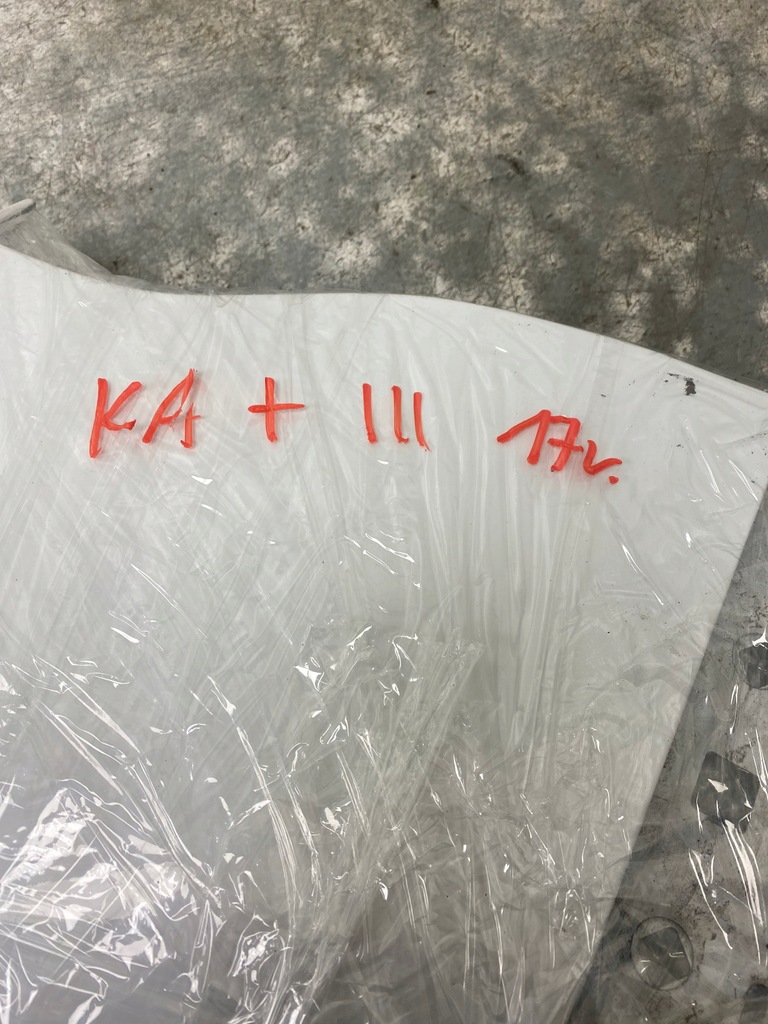 KA + III 17v.